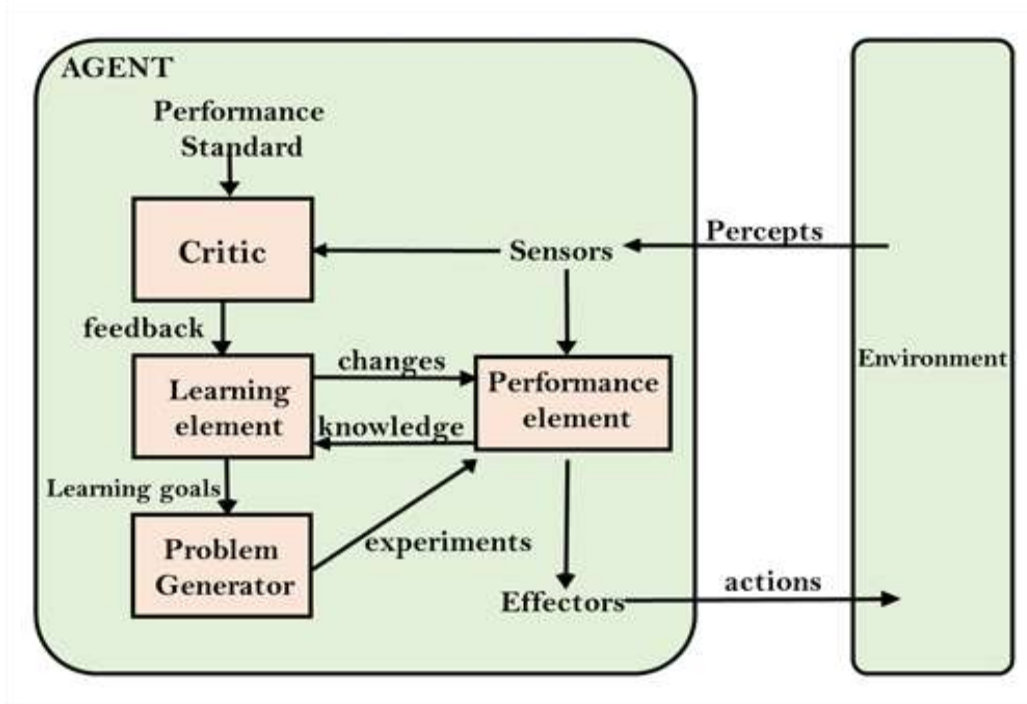 AGENT
Performance
Standard
Critic
Sensors
Percepts
feedback
changes
Environment
Learning
element
Performance
element
knowledge
Learning goals
Problem
Generator
experiments
Effectors
actions